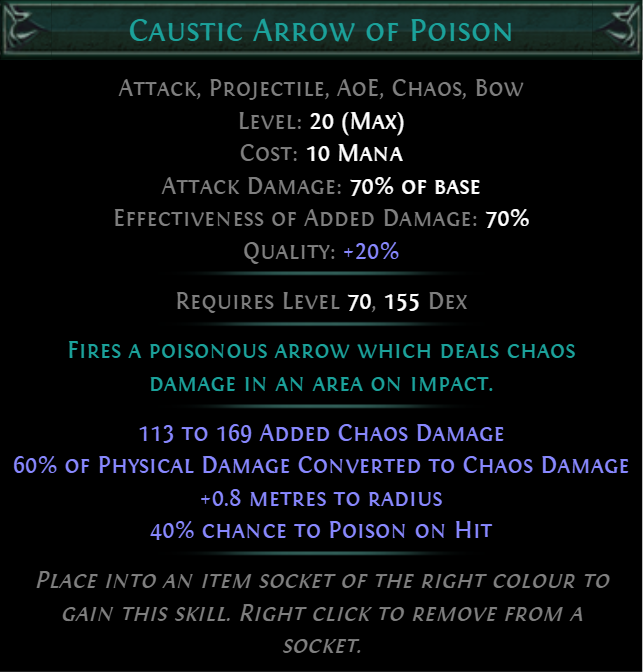 Caustic Arrow of Poison
Attack, Projectile, AoE, Chaos, Bow
Level: 20 (Max)
Cost: 10 Mana
Attack Damage: 70% of base
Effectiveness of Added Damage: 70%
Quality: +20%
Requires Level 70, 155 Dex
Fires a poisonous arrow which deals chaos
damage in an area on impact.
113 to 169 Added Chaos Damage
60% of Physical Damage Converted to Chaos Damage
+0.8 metres to radius
40% chance to Poison on Hit
Place into an item socket of the right colour to
gain this skill. Right click to remove from a
socket.